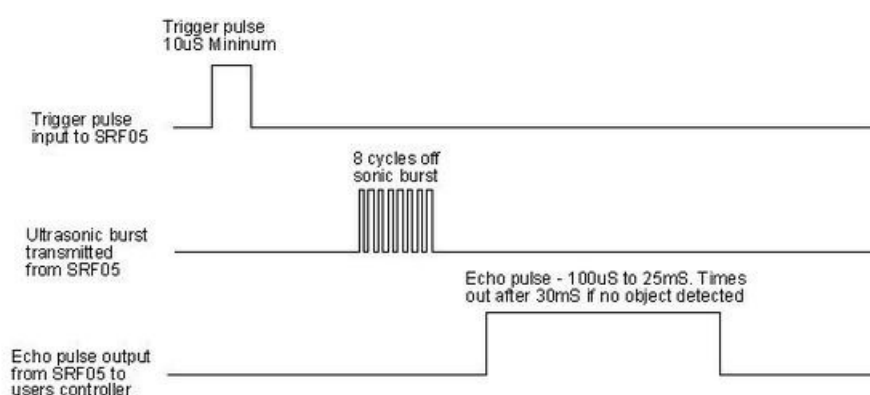 Trigger pulse
10uS Mininum
Trigger pulse
input to SRF05
8 cycles off
sonic burst
Ultrasonic burst
transmitted
from SRF05
Echo pulse - 100uS to 25mS. Times
out after 30mS if no object detected
Echo pulse output
from SRF05 to
users controller